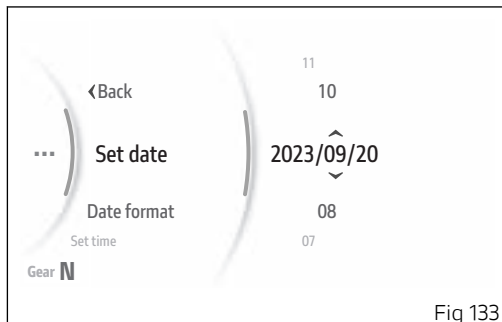 11
‹Back
10
...
Set date
2023/09/20
Date format
08
Set time
07
Gear N
Fig 133